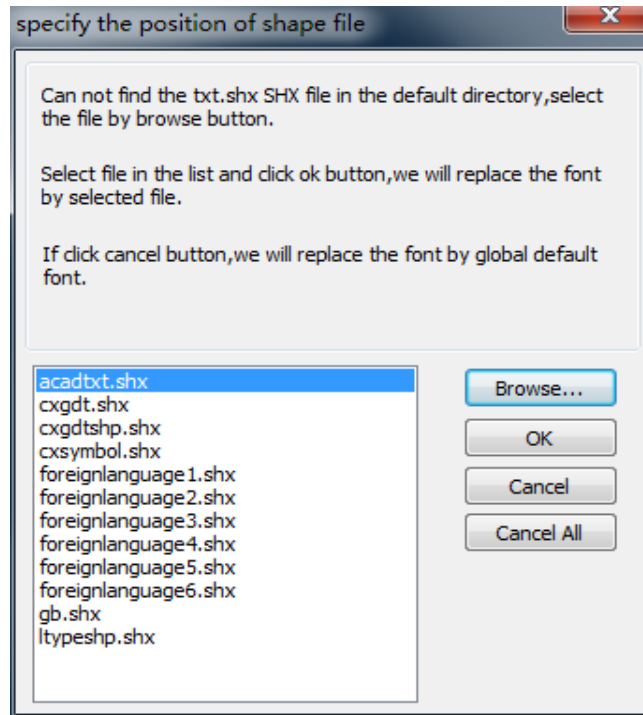 specify the position of shape file
Can not find the txt.shx SHX file in the default directory,select
the file by browse button.
Select file in the list and click ok button,we will replace the font
by selected file.
If click cancel button,we will replace the font by global default
font.
acadtxt.shx
cxgdt.shx
cxgdtshp.shx
cxsymbol.shx
foreignlanguage1.shx
foreignlanguage2.shx
foreignlanguage3.shx
foreignlanguage4.shx
foreignlanguage5.shx
foreignlanguage6.shx
gb.shx
ltypeshp.shx
Browse...
OK
Cancel
Cancel All